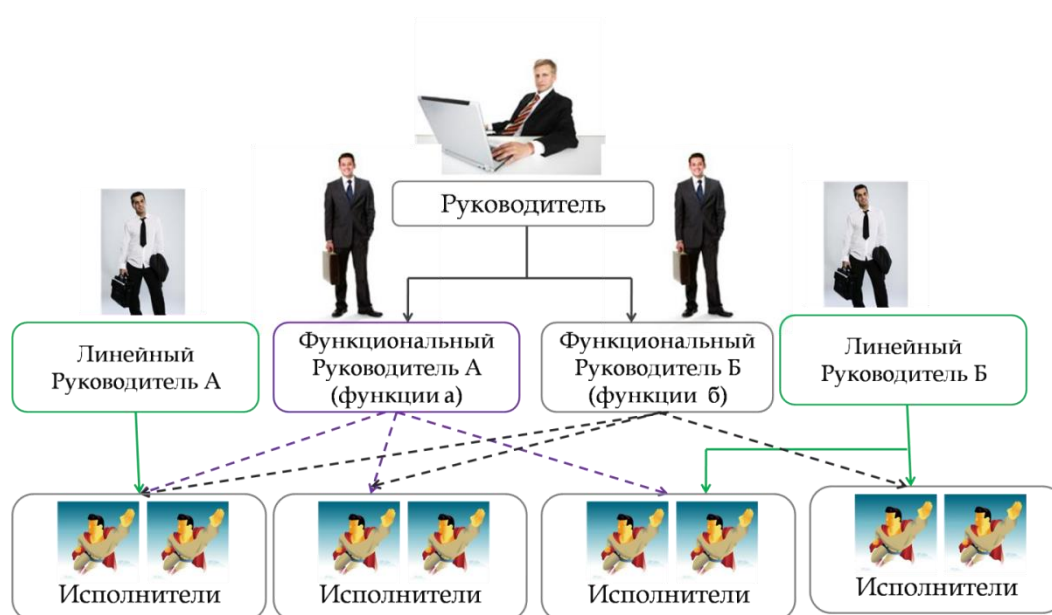 Руководитель
Линейный
Руководитель А
Функциональный
Руководитель А
(функции а)
Функциональный
Руководитель Б
(функции б)
Линейный
Руководитель Б
Исполнители
Исполнители
Исполнители
Исполнители